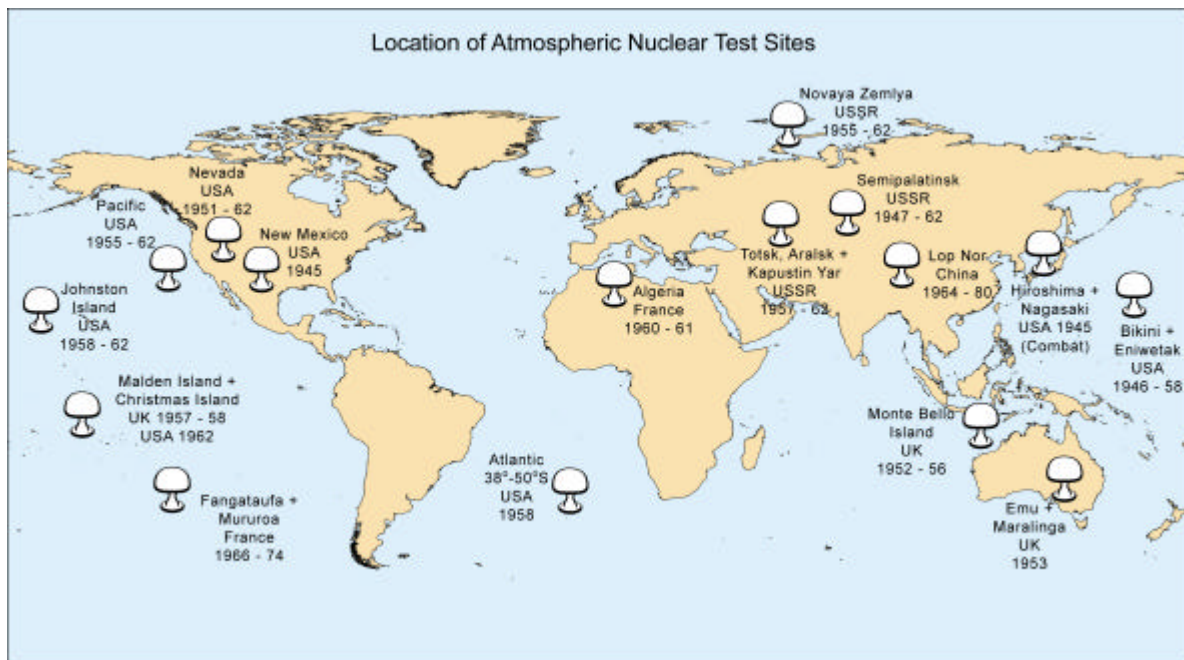 Location of Atmospheric Nuclear Test Sites
Novaya Zemlya
USSR
1955 - 62
Nevada
USA
1951 - 62
Pacific
USA
1955 - 62
New Mexico
USA
1945
Johnston
Island
USA
1958 - 62
Malden Island +
Christmas Island
UK 1957 - 58
USA 1962
Fangataufa +
Mururoa
France
1966 - 74
Atlantic
38°-50°S
USA
1958
Algeria
France
1960 - 61
Semipalatinsk
USSR
1947 - 62
Totsk, Aralsk +
Kapustin Yar
USSR
1957 - 62
Lop Nor
China
1964 - 80
Hiroshima +
Nagasaki
USA 1945
(Combat)
Bikini +
Eniwetak
USA
1946 - 58
Monte Bello
Island
UK
1952 - 56
Emu +
Maralinga
UK
1953